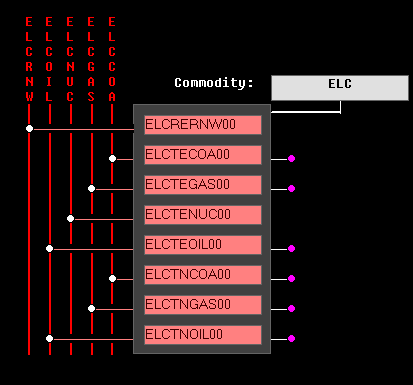 ELCRNW
ELCOIL
ELCNUC
ELCGAS
ELCCOA
Commodity:
ELC
ELCRERNW00
ELCTECOA00
ELCTEGAS00
ELCTENUC00
ELCTEOIL00
ELCTNCOA00
ELCTNGAS00
ELCTNOIL00